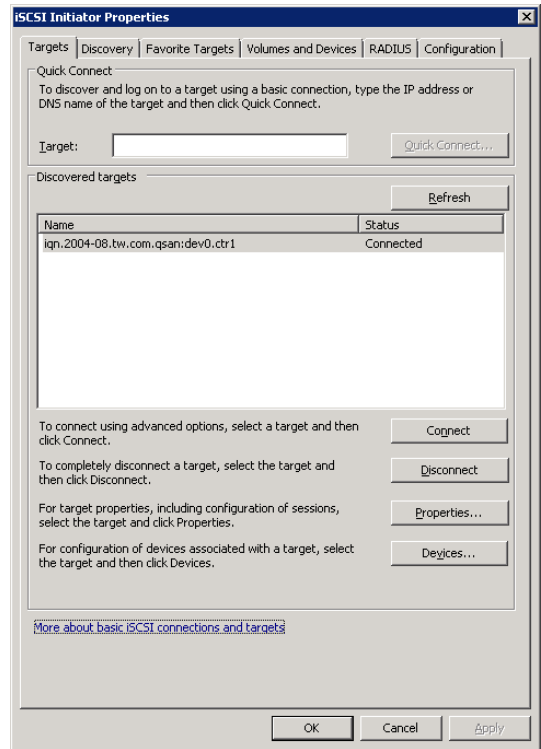 iSCSI Initiator Properties
Targets Discovery Favorite Targets Volumes and Devices RADIUS Configuration
Quick Connect
To discover and log on to a target using a basic connection, type the IP address or
DNS name of the target and then click Quick Connect.
Target:
Quick Connect...
Discovered targets
Refresh
Name Status
iqn.2004-08.tw.com.qsan:dev0.ctr1 Connected
To connect using advanced options, select a target and then
click Connect.
Connect
To completely disconnect a target, select the target and
then click Disconnect.
Disconnect
For target properties, including configuration of sessions,
select the target and click Properties.
Properties...
For configuration of devices associated with a target, select
the target and then click Devices.
Devices...
More about basic iSCSI connections and targets
OK Cancel Apply